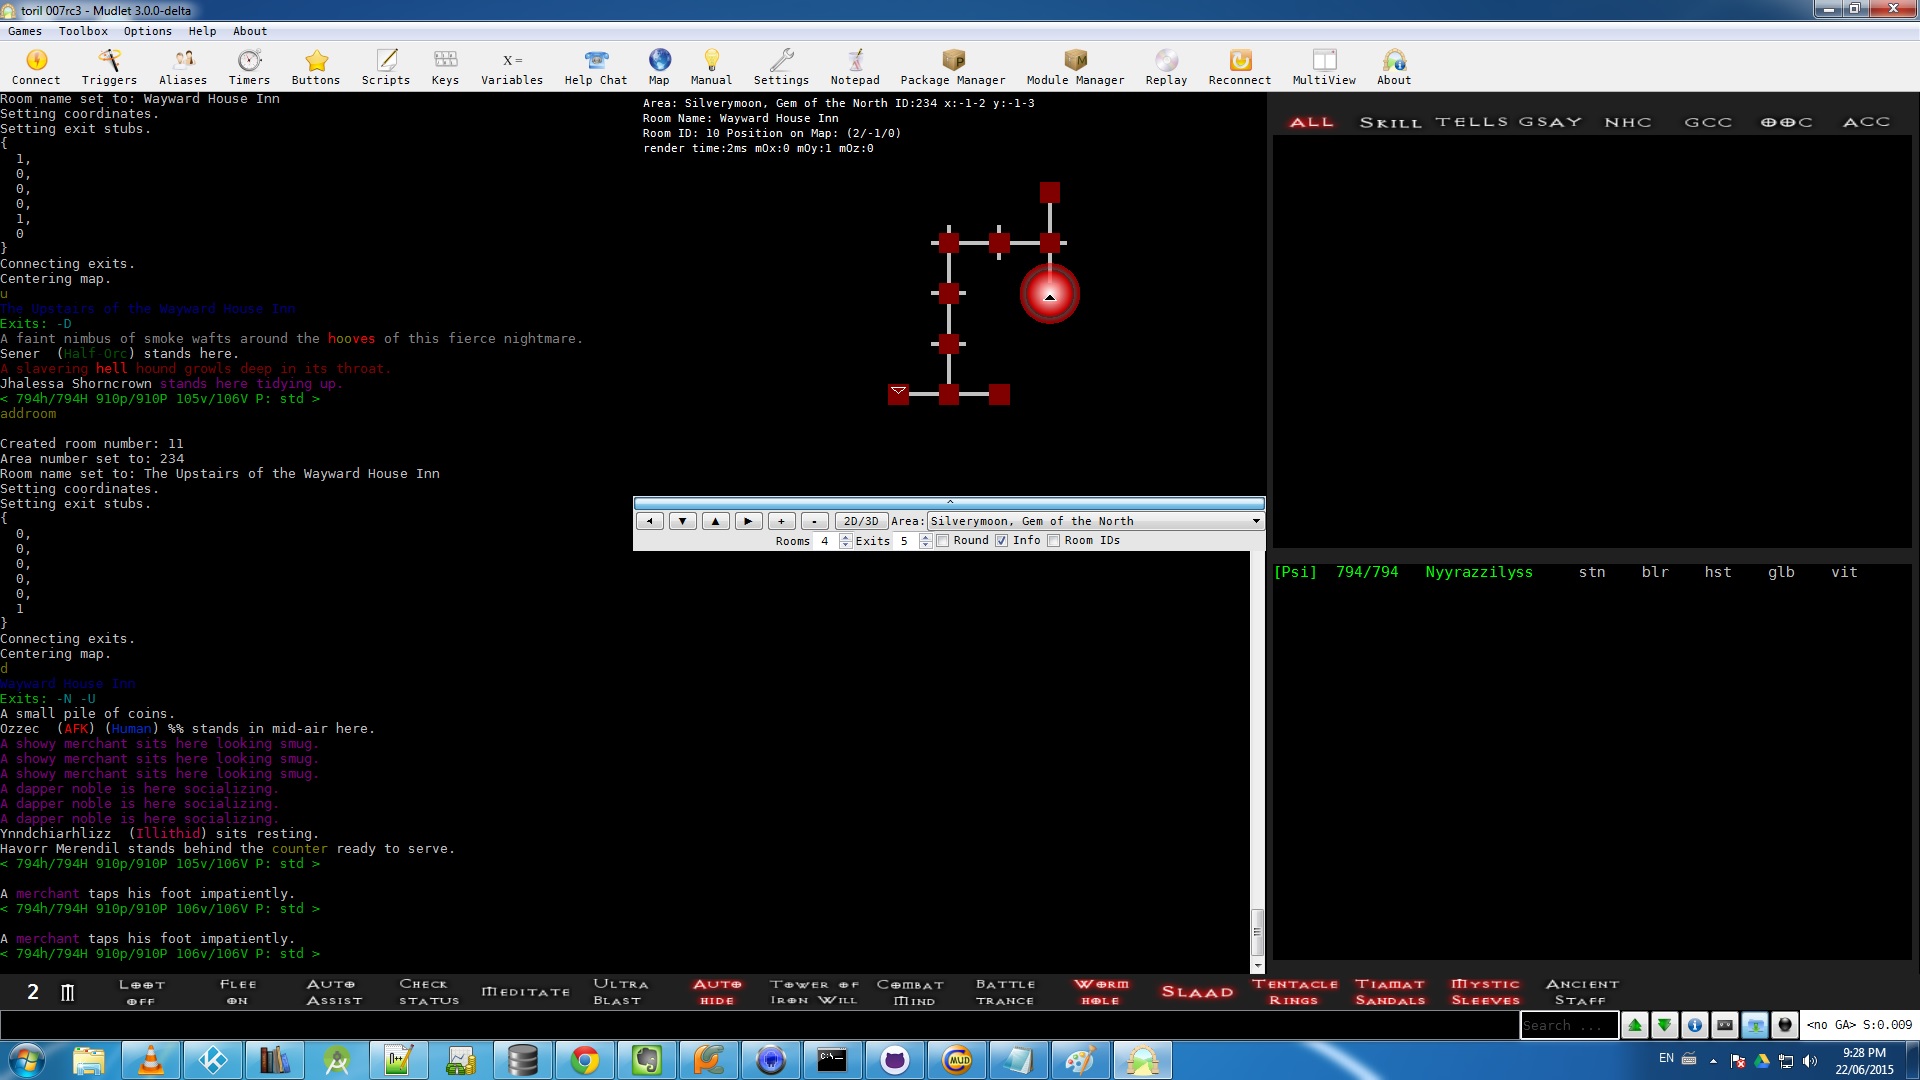 toril 007rc3 - Mudlet 3.0.0-delta
Games Toolbox Options Help About
Connect Triggers Aliases Timers Buttons Scripts Keys Variables Help Chat Map Manual Settings Notepad Package Manager Module Manager Replay Reconnect MultiView About
Room name set to: Wayward House Inn
Setting coordinates.
Setting exit stubs.
{
1,
0,
0,
0,
1,
0
}
Connecting exits.
Centering map.
u
The Upstairs of the Wayward House Inn
Exits: -D
A faint nimbus of smoke wafts around the hooves of this fierce nightmare.
Sener (Half-Orc) stands here.
A slavering hell hound growls deep in its throat.
Jhalessa Shorncrown stands here tidying up.
< 794h/794H 910p/910P 105v/106V P: std >
addroom
Created room number: 11
Area number set to: 234
Room name set to: The Upstairs of the Wayward House Inn
Setting coordinates.
Setting exit stubs.
{
0,
0,
0,
0,
0,
1
}
Connecting exits.
Centering map.
d
Wayward House Inn
Exits: -N -U
A small pile of coins.
Ozzec (AFK) (Human) %% stands in mid-air here.
A showy merchant sits here looking smug.
A showy merchant sits here looking smug.
A showy merchant sits here looking smug.
A dapper noble is here socializing.
A dapper noble is here socializing.
A dapper noble is here socializing.
Ynndchiarhlizz (Illithid) sits resting.
Havorr Merendil stands behind the counter ready to serve.
< 794h/794H 910p/910P 105v/106V P: std >
A merchant taps his foot impatiently.
< 794h/794H 910p/910P 106v/106V P: std >
A merchant taps his foot impatiently.
< 794h/794H 910p/910P 106v/106V P: std >
Area: Silverymoon, Gem of the North ID:234 x:-1-2 y:-1-3
Room Name: Wayward House Inn
Room ID: 10 Position on Map: (2/-1/0)
render time:2ms mOx:0 mOy:1 mOz:0
+ - 2D/3D Area: Silverymoon, Gem of the North
Rooms 4 Exits 5 Round Info Room IDs
ALL SKILL TELLS GSAY NHC GCC OOC ACC
[Psi] 794/794 Nyyrazzilyss stn blr hst glb vit
2
LOOT OFF
FLEE ON
AUTO ASSIST
CHECK STATUS
MEDITATE
ULTRA BLAST
AUTO HIDE
TOWER OF IRON WILL
COMBAT MIND
BATTLE TRANCE
WORM HOLE
SLAAD
TENTACLE RINGS
TIAMAT SANDALS
MYSTIC SLEEVES
ANCIENT STAFF
Search ...
<no GA> S:0.009
EN
9:28 PM
22/06/2015